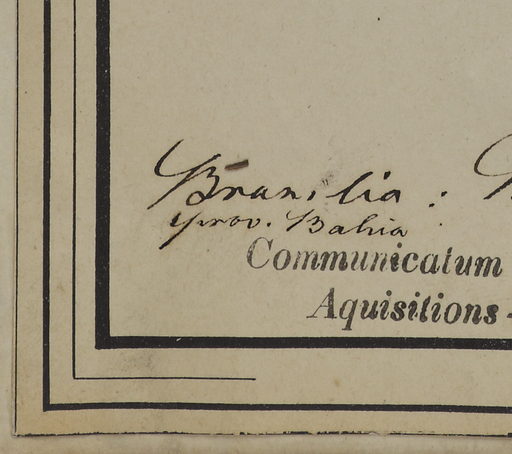 Brasilia:
prov. Bahia
Communicatum
Aquisitions